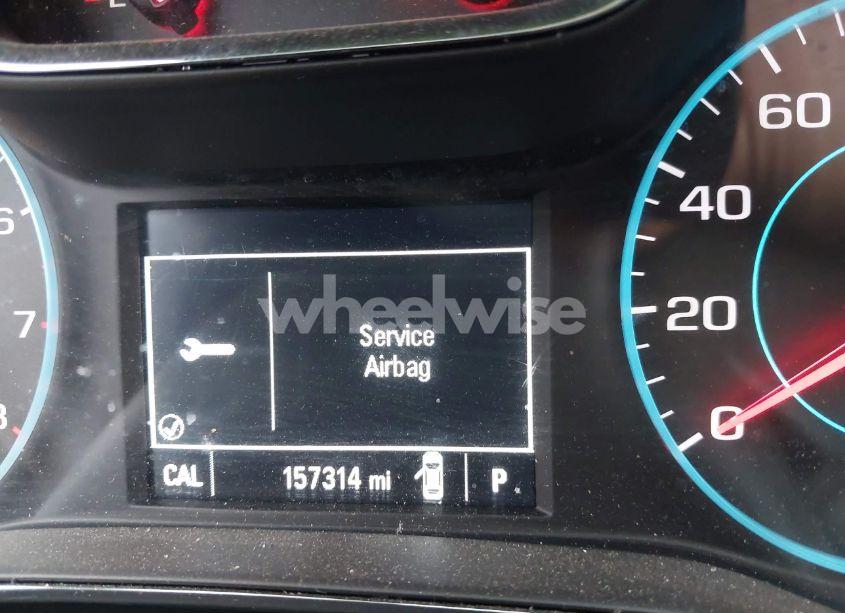 E
60
40
20
0
6
7
8
wheelwise
Service
Airbag
CAL 157314 mi P